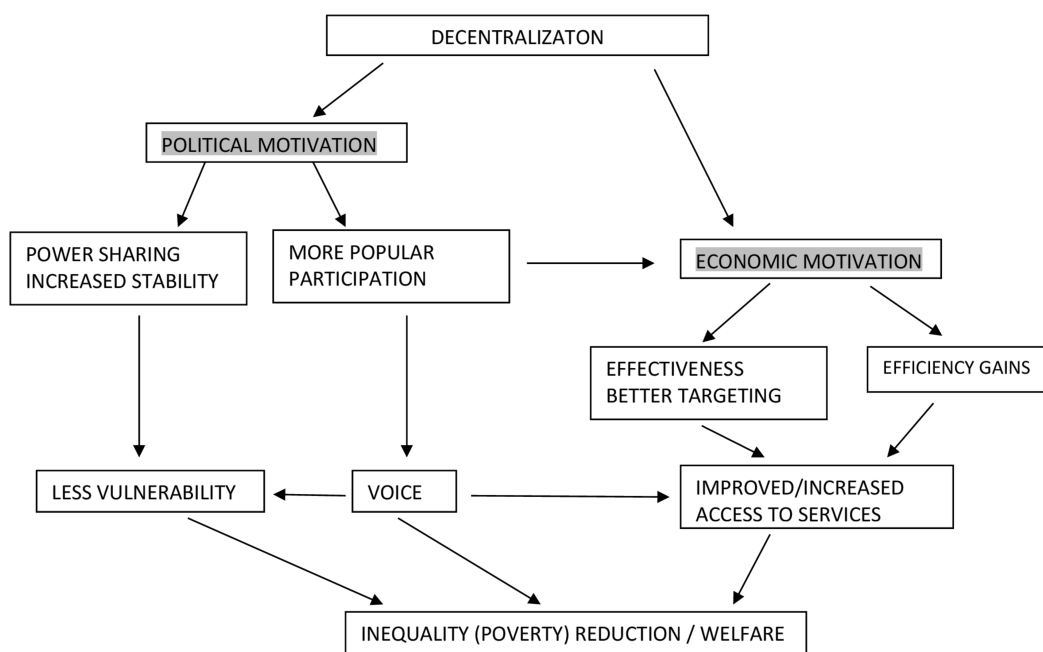 DECENTRALIZATON
POLITICAL MOTIVATION
POWER SHARING
INCREASED STABILITY
MORE POPULAR
PARTICIPATION
ECONOMIC MOTIVATION
EFFECTIVENESS
BETTER TARGETING
EFFICIENCY GAINS
LESS VULNERABILITY
VOICE
IMPROVED/INCREASED
ACCESS TO SERVICES
INEQUALITY (POVERTY) REDUCTION / WELFARE